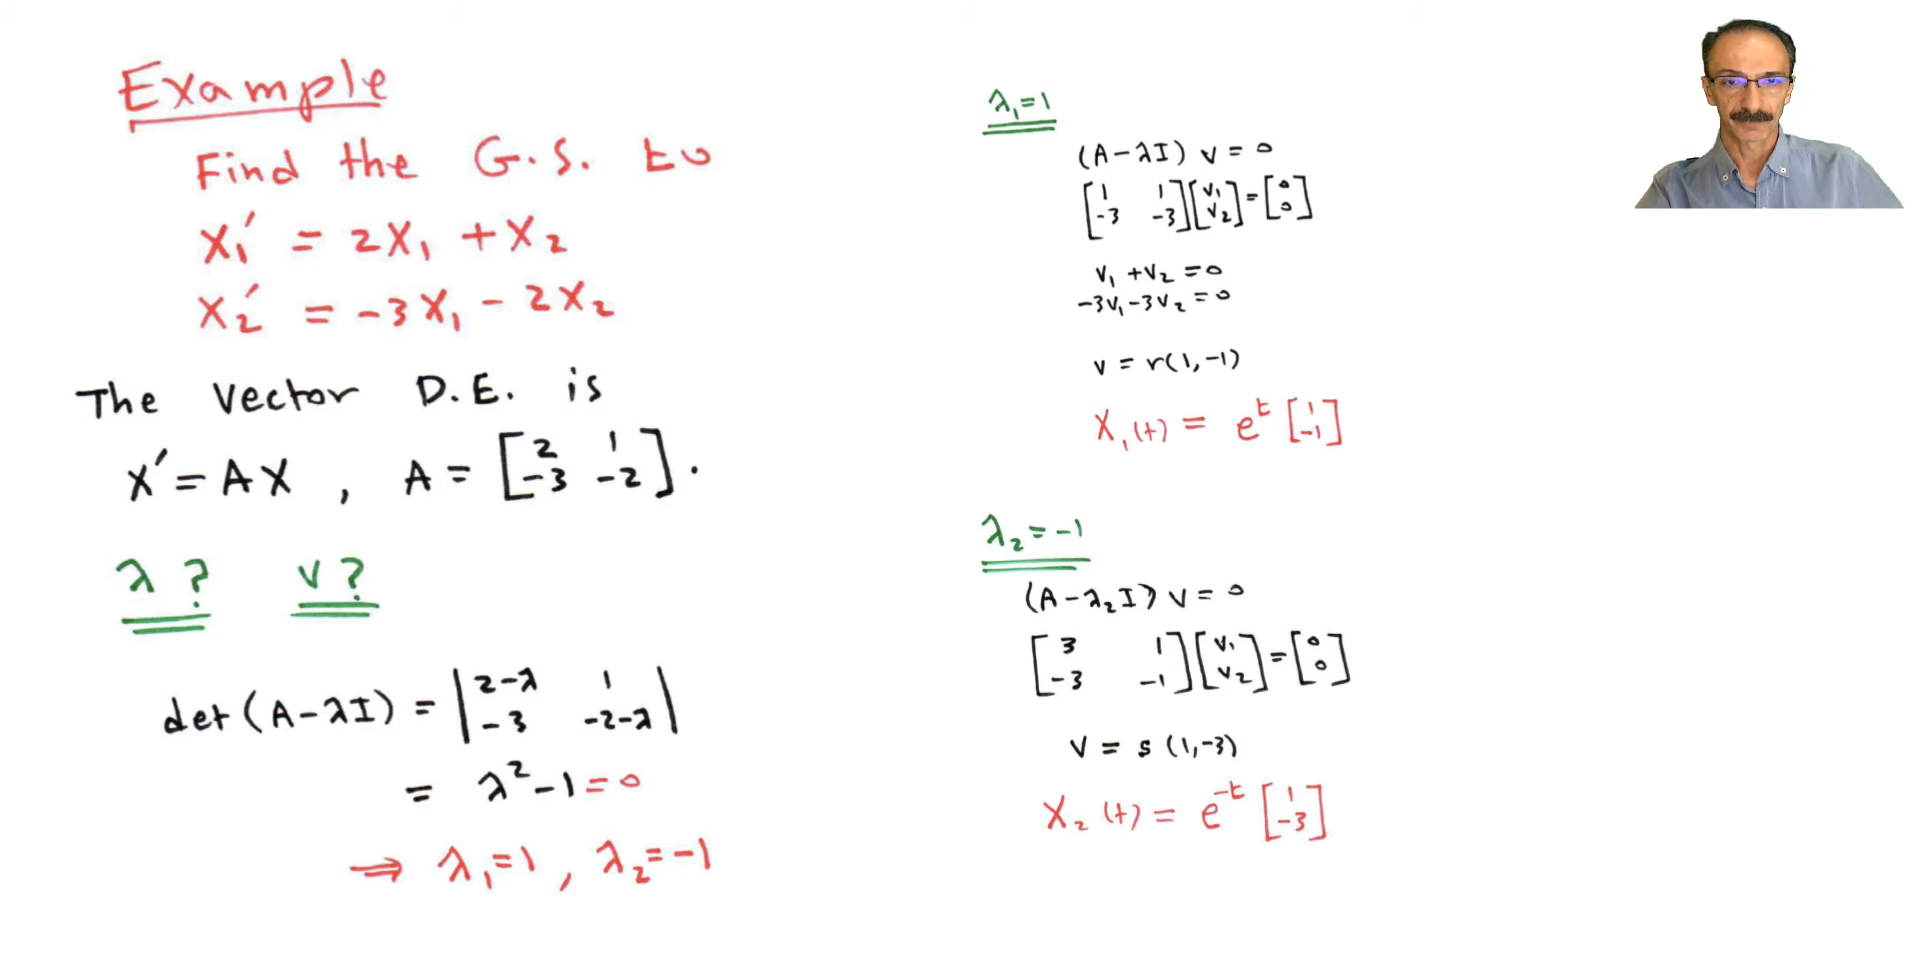 Example
Find the G.S. to
x₁′ = 2x₁ + x₂
x₂′ = -3x₁ - 2x₂
The vector D.E. is
x′ = AX , A = [2 1; -3 -2].
λ ? v ?
det(A-λI) = |2-λ 1; -3 -2-λ|
= λ² - 1 = 0
⇒ λ₁=1 , λ₂=-1
λ₁=1
(A-λI) v = 0
[1 1; -3 -3][v₁; v₂] = [0; 0]
v₁ + v₂ = 0
-3v₁ - 3v₂ = 0
v = r(1,-1)
X₁(t) = eᵗ [1; -1]
λ₂ = -1
(A-λ₂I) v = 0
[3 1; -3 -1][v₁; v₂] = [0; 0]
v = s (1,-3)
X₂(t) = e⁻ᵗ [1; -3]